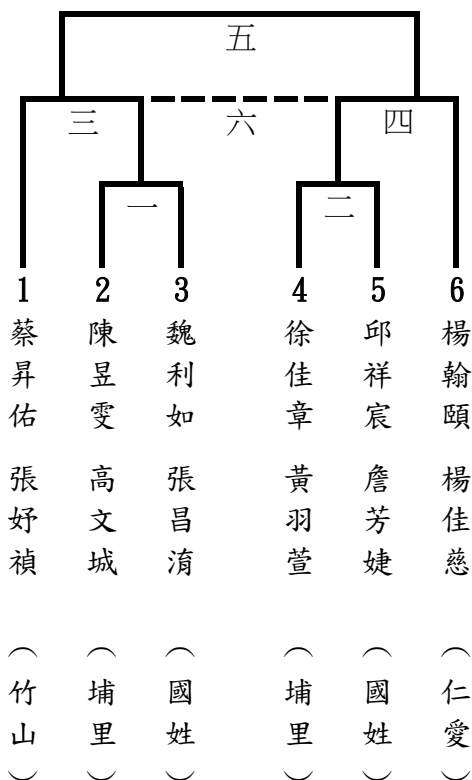 五
三 六 四
一 二
1 2 3 4 5 6
蔡昇佑 張妤禎 （竹山）
陳昱雯 高文城 （埔里）
魏利如 張昌淯 （國姓）
徐佳章 黃羽萱 （埔里）
邱祥宸 詹芳婕 （國姓）
楊翰頤 楊佳慈 （仁愛）